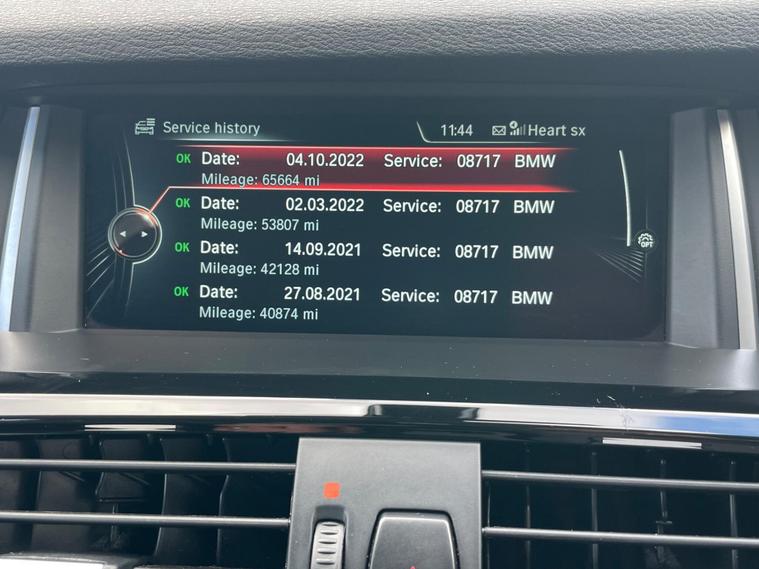 Service history 11:44 Heart sx
OK Date: 04.10.2022 Service: 08717 BMW
Mileage: 65664 mi
OK Date: 02.03.2022 Service: 08717 BMW
Mileage: 53807 mi
OK Date: 14.09.2021 Service: 08717 BMW
Mileage: 42128 mi
OPT
OK Date: 27.08.2021 Service: 08717 BMW
Mileage: 40874 mi